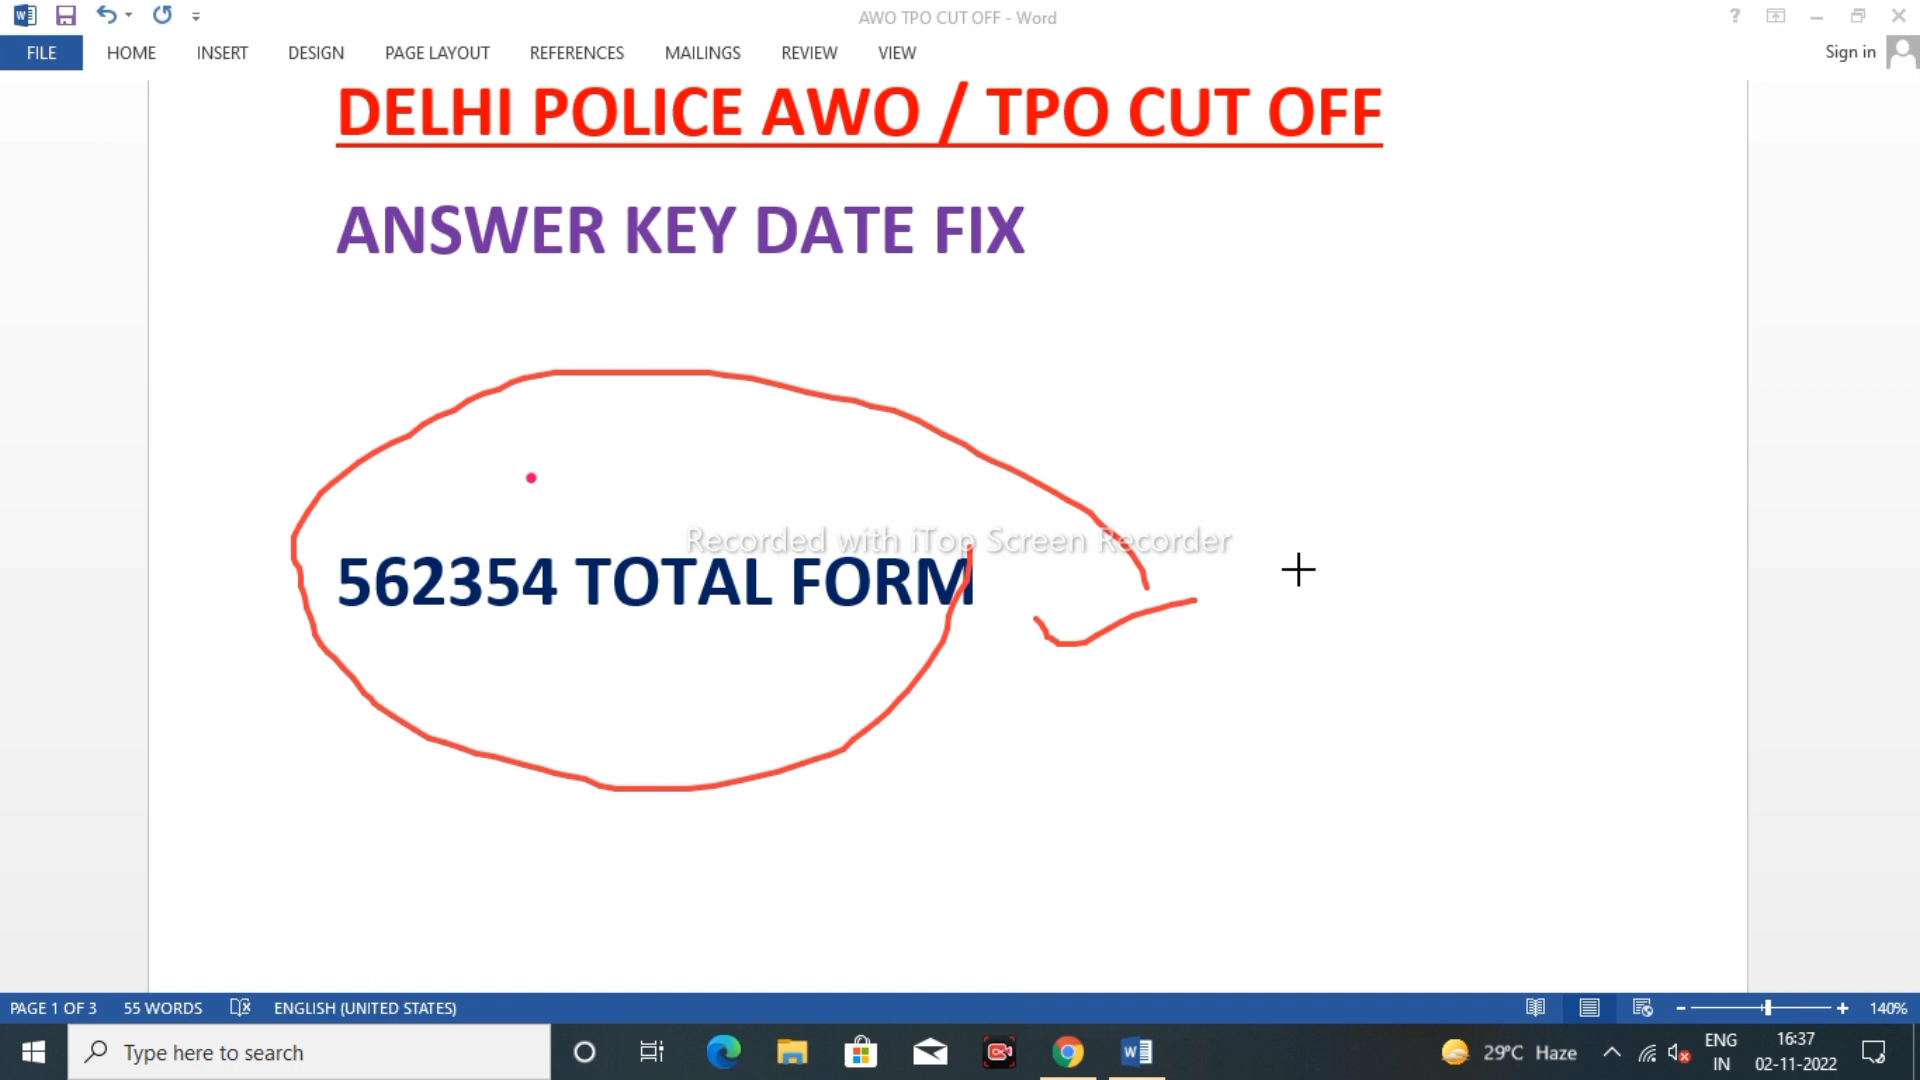 AWO TPO CUT OFF - Word
?
FILE HOME INSERT DESIGN PAGE LAYOUT REFERENCES MAILINGS REVIEW VIEW Sign in
DELHI POLICE AWO / TPO CUT OFF
ANSWER KEY DATE FIX
Recorded with iTop Screen Recorder
562354 TOTAL FORM
PAGE 1 OF 3 55 WORDS ENGLISH (UNITED STATES) 140%
Type here to search 29°C Haze ENG 16:37
IN 02-11-2022